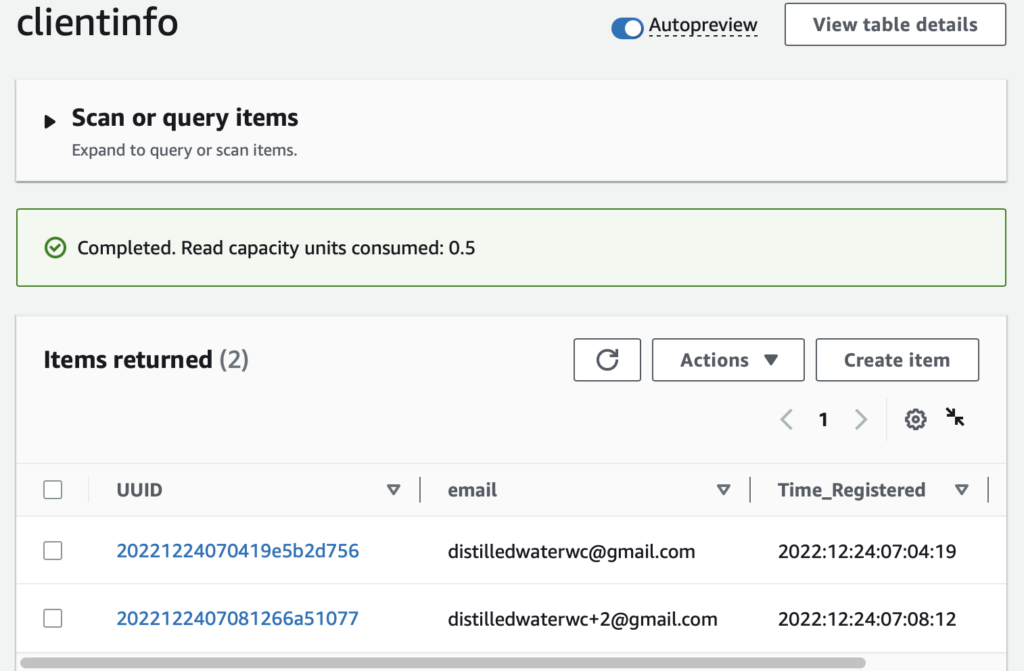 clientinfo
Autopreview
View table details
Scan or query items
Expand to query or scan items.
Completed. Read capacity units consumed: 0.5
Items returned (2)
Actions
Create item
1
UUID email Time_Registered
20221224070419e5b2d756 distilledwaterwc@gmail.com 2022:12:24:07:04:19
2022122407081266a51077 distilledwaterwc+2@gmail.com 2022:12:24:07:08:12